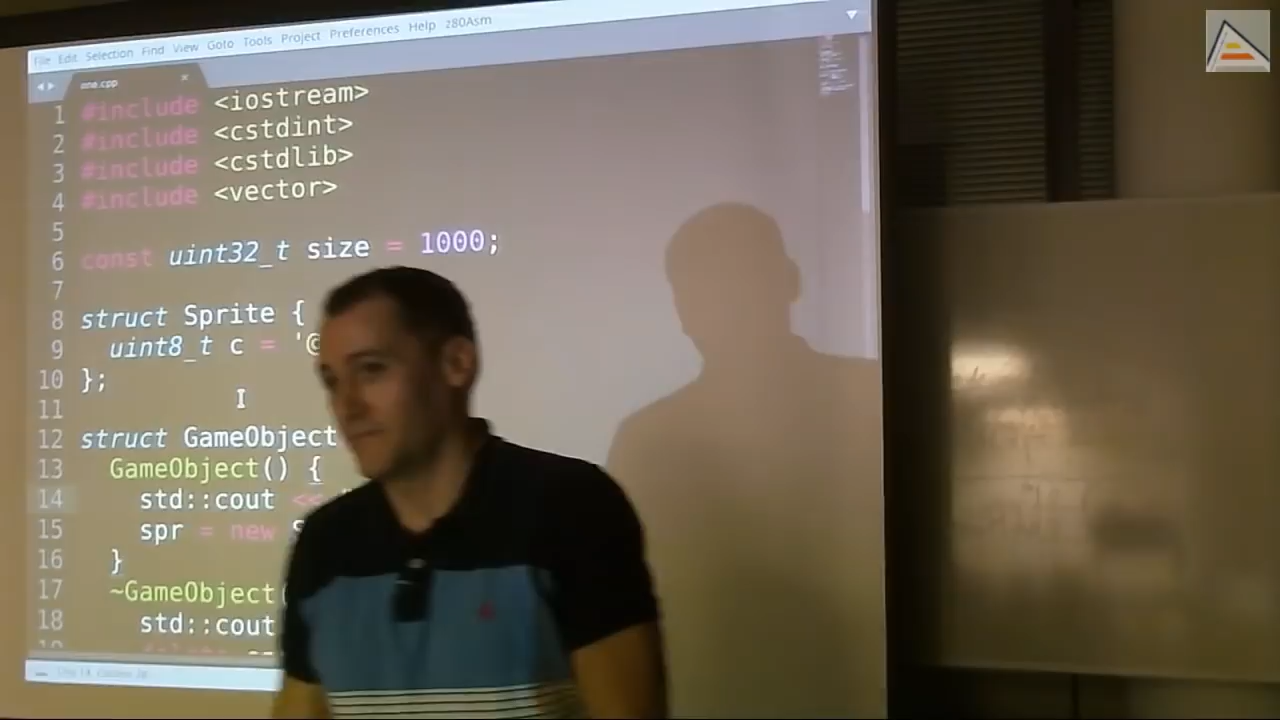 File Edit Selection Find View Goto Tools Project Preferences Help z80Asm
one.cpp
1 #include <iostream>
2 #include <cstdint>
3 #include <cstdlib>
4 #include <vector>
5
6 const uint32_t size = 1000;
7
8 struct Sprite {
9 uint8_t c = '@
10 };
11
12 struct GameObject
13 GameObject() {
14 std::cout << "
15 spr = new
16 }
17 ~GameObject(
18 std::cout